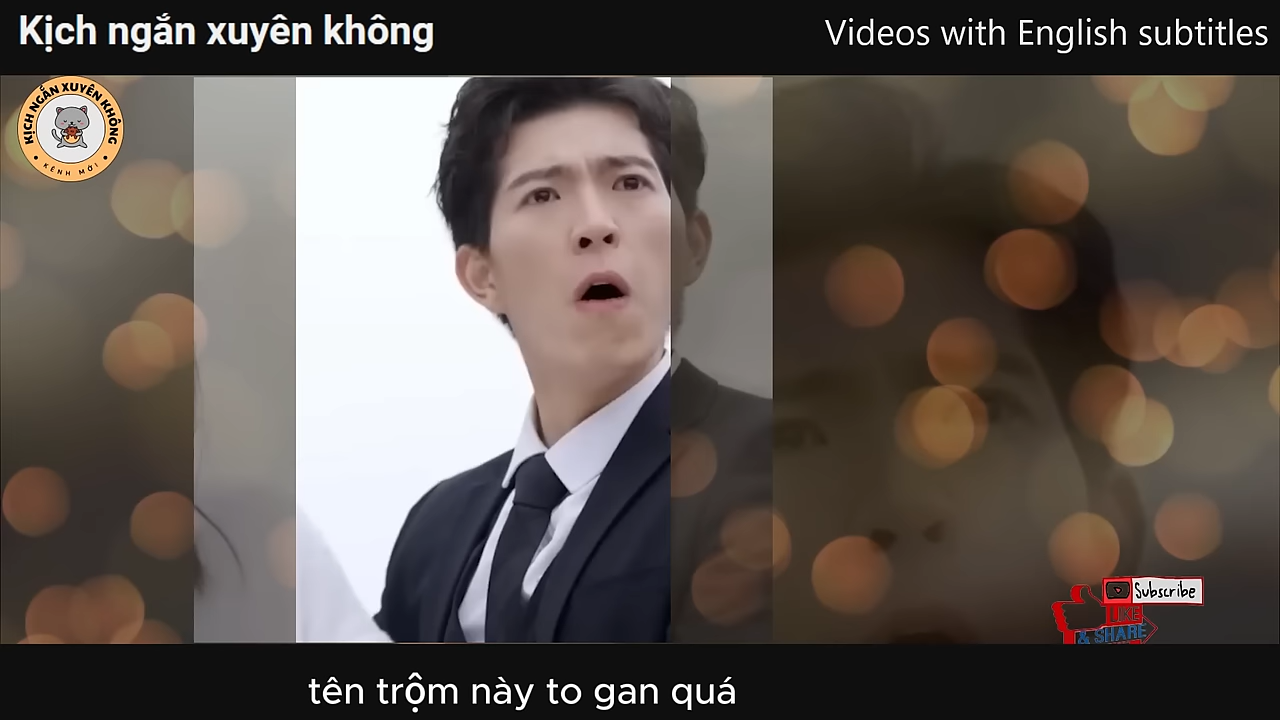 Kịch ngắn xuyên không
Videos with English subtitles
KỊCH NGẮN XUYÊN KHÔNG
• KÊNH MỚI •
Subscribe
LIKE
& SHARE
tên trộm này to gan quá